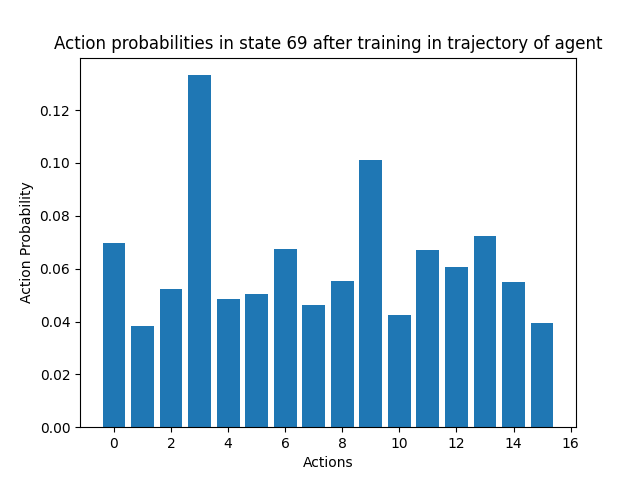 Action probabilities in state 69 after training in trajectory of agent
0.12
0.10
0.08
0.06
0.04
0.02
0.00
Action Probability
0 2 4 6 8 10 12 14 16
Actions